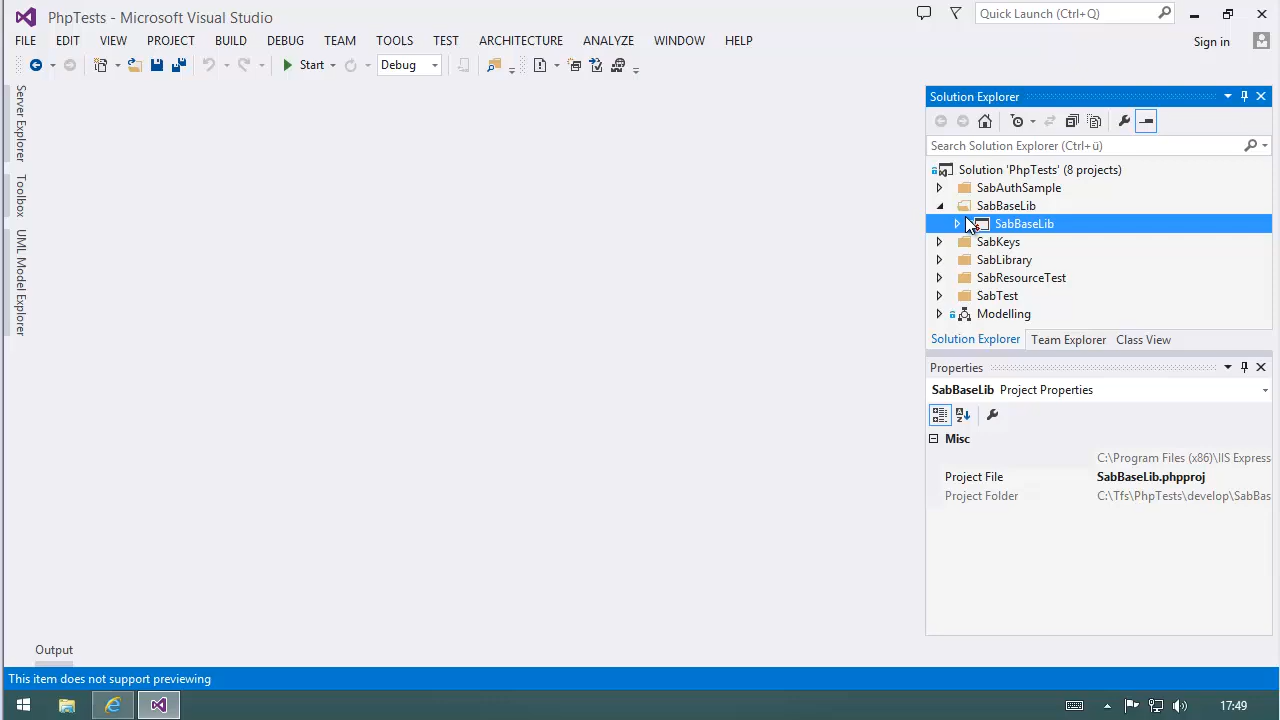 PhpTests - Microsoft Visual Studio
Quick Launch (Ctrl+Q)
FILE EDIT VIEW PROJECT BUILD DEBUG TEAM TOOLS TEST ARCHITECTURE ANALYZE WINDOW HELP
Sign in
Start
Debug
Server Explorer
Toolbox
UML Model Explorer
Solution Explorer
Search Solution Explorer (Ctrl+ü)
Solution 'PhpTests' (8 projects)
SabAuthSample
SabBaseLib
SabBaseLib
SabKeys
SabLibrary
SabResourceTest
SabTest
Modelling
Solution Explorer Team Explorer Class View
Properties
SabBaseLib Project Properties
Misc
C:\Program Files (x86)\IIS Express
Project File SabBaseLib.phpproj
Project Folder C:\Tfs\PhpTests\develop\SabBas
Output
This item does not support previewing
17:49